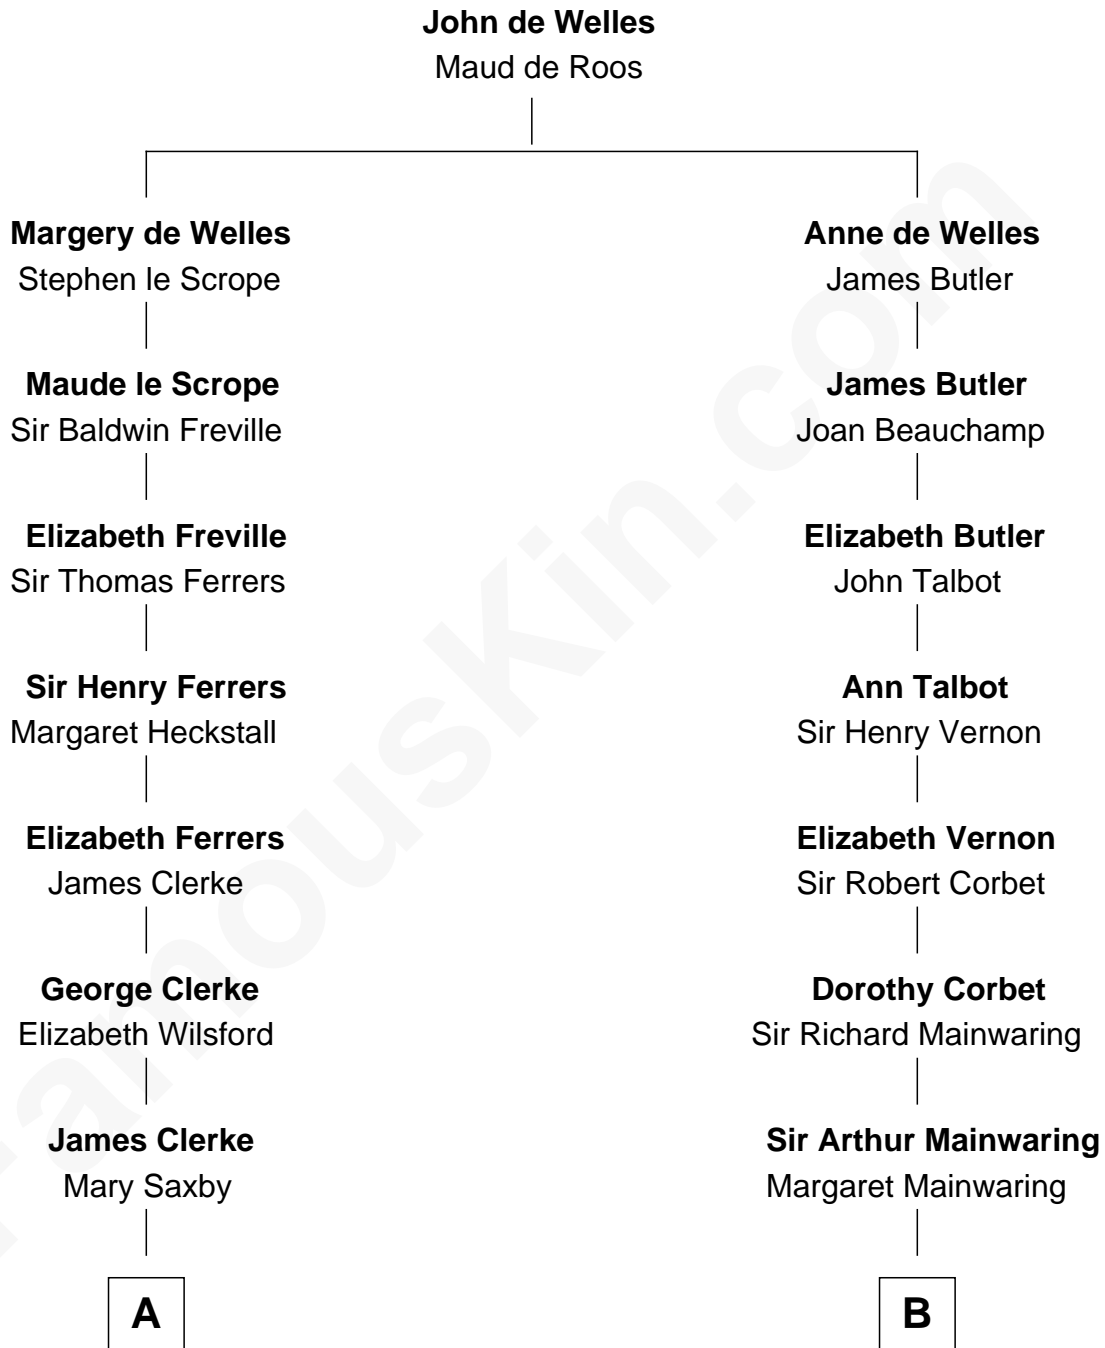 John de Welles
Maud de Roos
Margery de Welles
Stephen le Scrope
Anne de Welles
James Butler
Maude le Scrope
Sir Baldwin Freville
James Butler
Joan Beauchamp
Elizabeth Freville
Sir Thomas Ferrers
Elizabeth Butler
John Talbot
Sir Henry Ferrers
Margaret Heckstall
Ann Talbot
Sir Henry Vernon
Elizabeth Ferrers
James Clerke
Elizabeth Vernon
Sir Robert Corbet
George Clerke
Elizabeth Wilsford
Dorothy Corbet
Sir Richard Mainwaring
James Clerke
Mary Saxby
Sir Arthur Mainwaring
Margaret Mainwaring
A
B
FamousKin.com